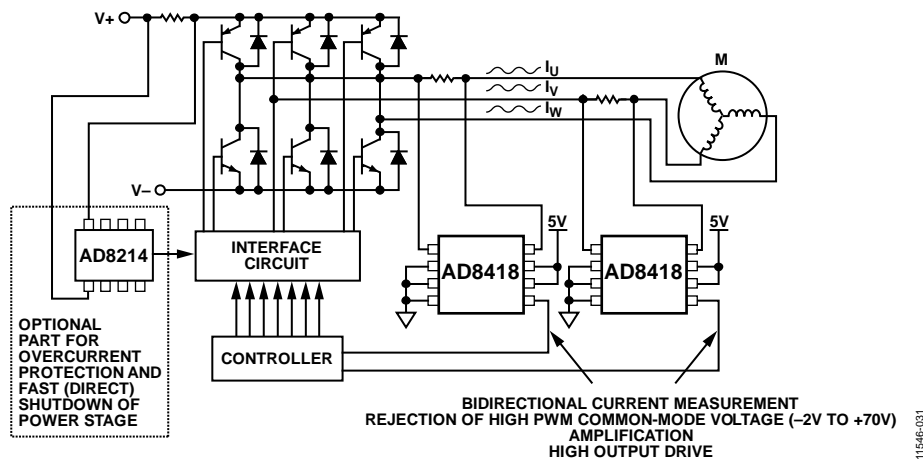 V+
M
I_U
I_V
I_W
V–
5V
5V
AD8214
INTERFACE
CIRCUIT
AD8418
AD8418
OPTIONAL
PART FOR
OVERCURRENT
PROTECTION AND
FAST (DIRECT)
SHUTDOWN OF
POWER STAGE
CONTROLLER
BIDIRECTIONAL CURRENT MEASUREMENT
REJECTION OF HIGH PWM COMMON-MODE VOLTAGE (–2V TO +70V)
AMPLIFICATION
HIGH OUTPUT DRIVE
11546-031